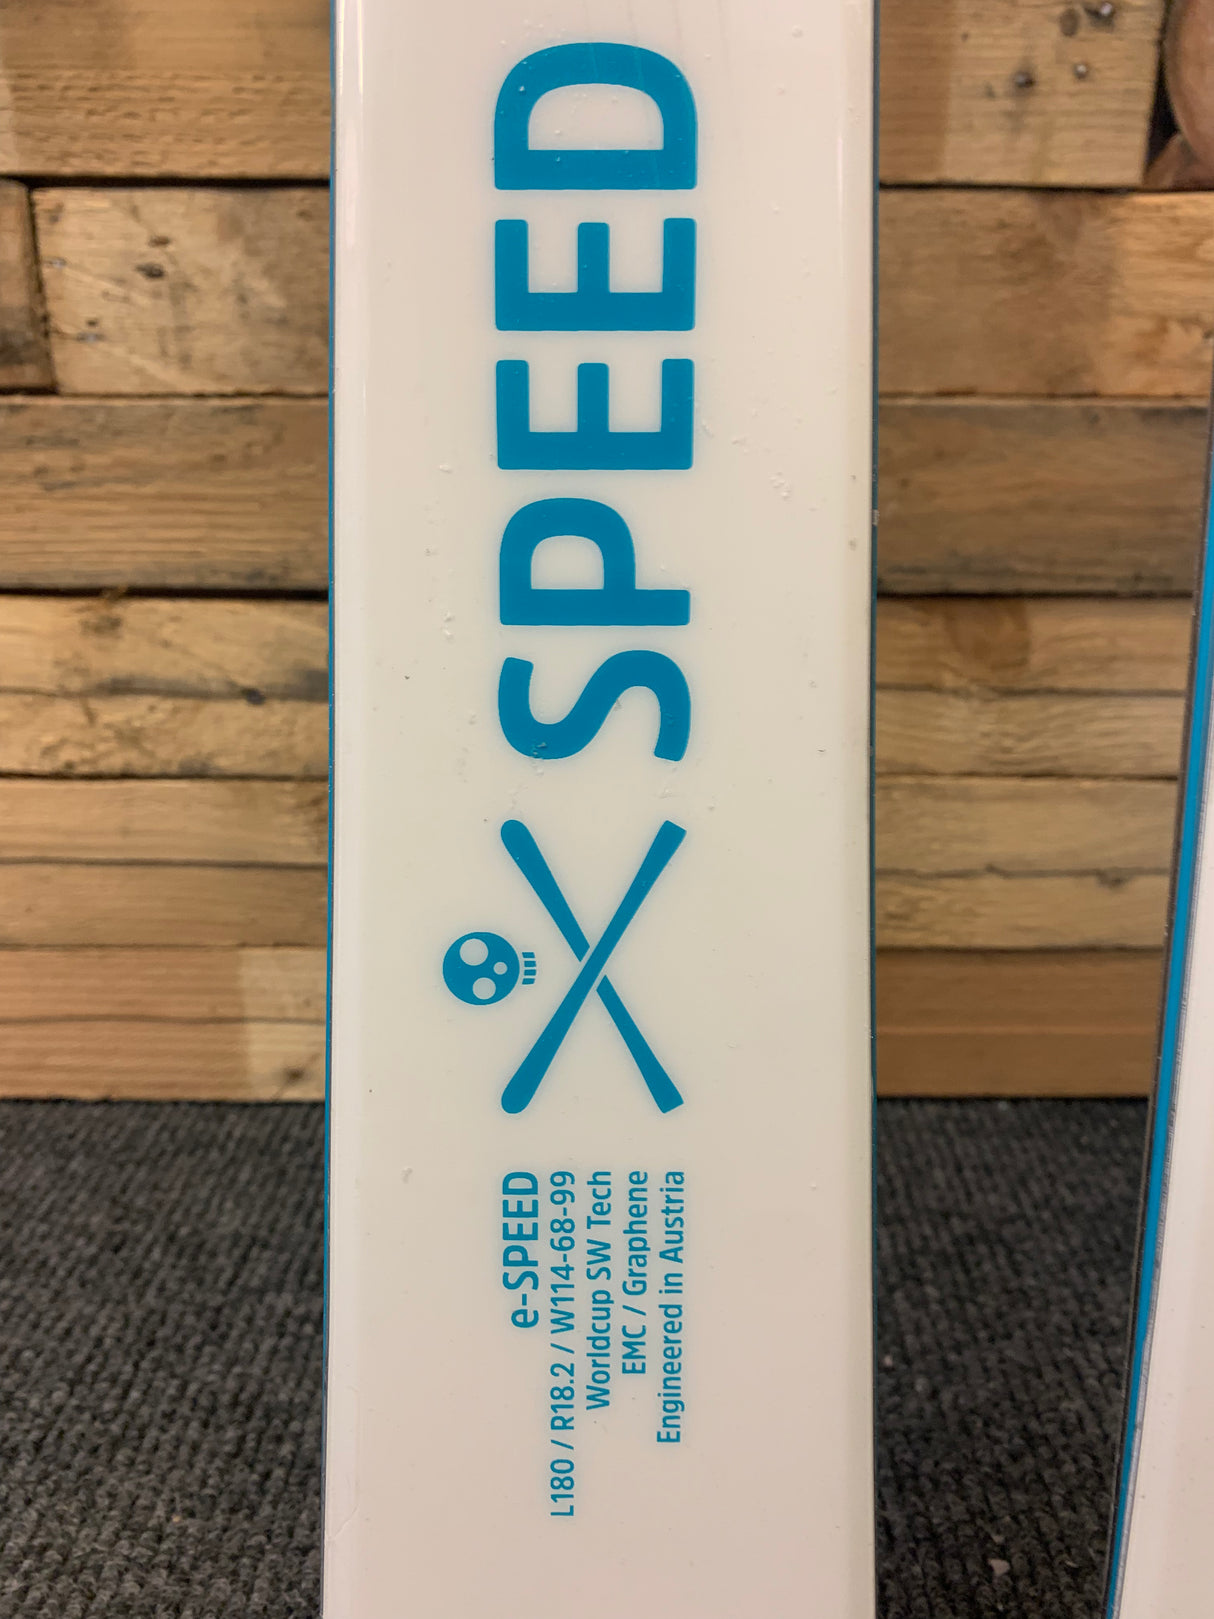 SPEED
e-SPEED
L180 / R18.2 / W114-68-99
Worldcup SW Tech
EMC / Graphene
Engineered in Austria